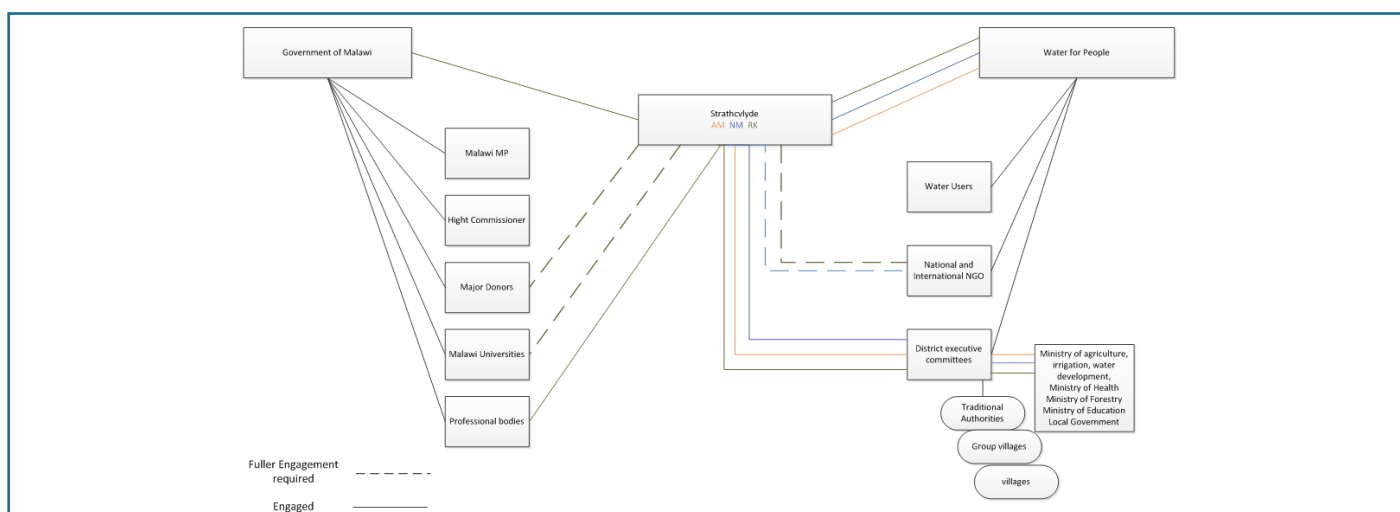 Government of Malawi
Water for People
Strathcvlyde
AM NM RK
Malawi MP
Hight Commissioner
Major Donors
Malawi Universities
Professional bodies
Water Users
National and
International NGO
District executive
committees
Ministry of agriculture,
irrigation, water
development,
Ministry of Health
Ministry of Forestry
Ministry of Education
Local Government
Traditional
Authorities
Group villages
villages
Fuller Engagement
required
Engaged